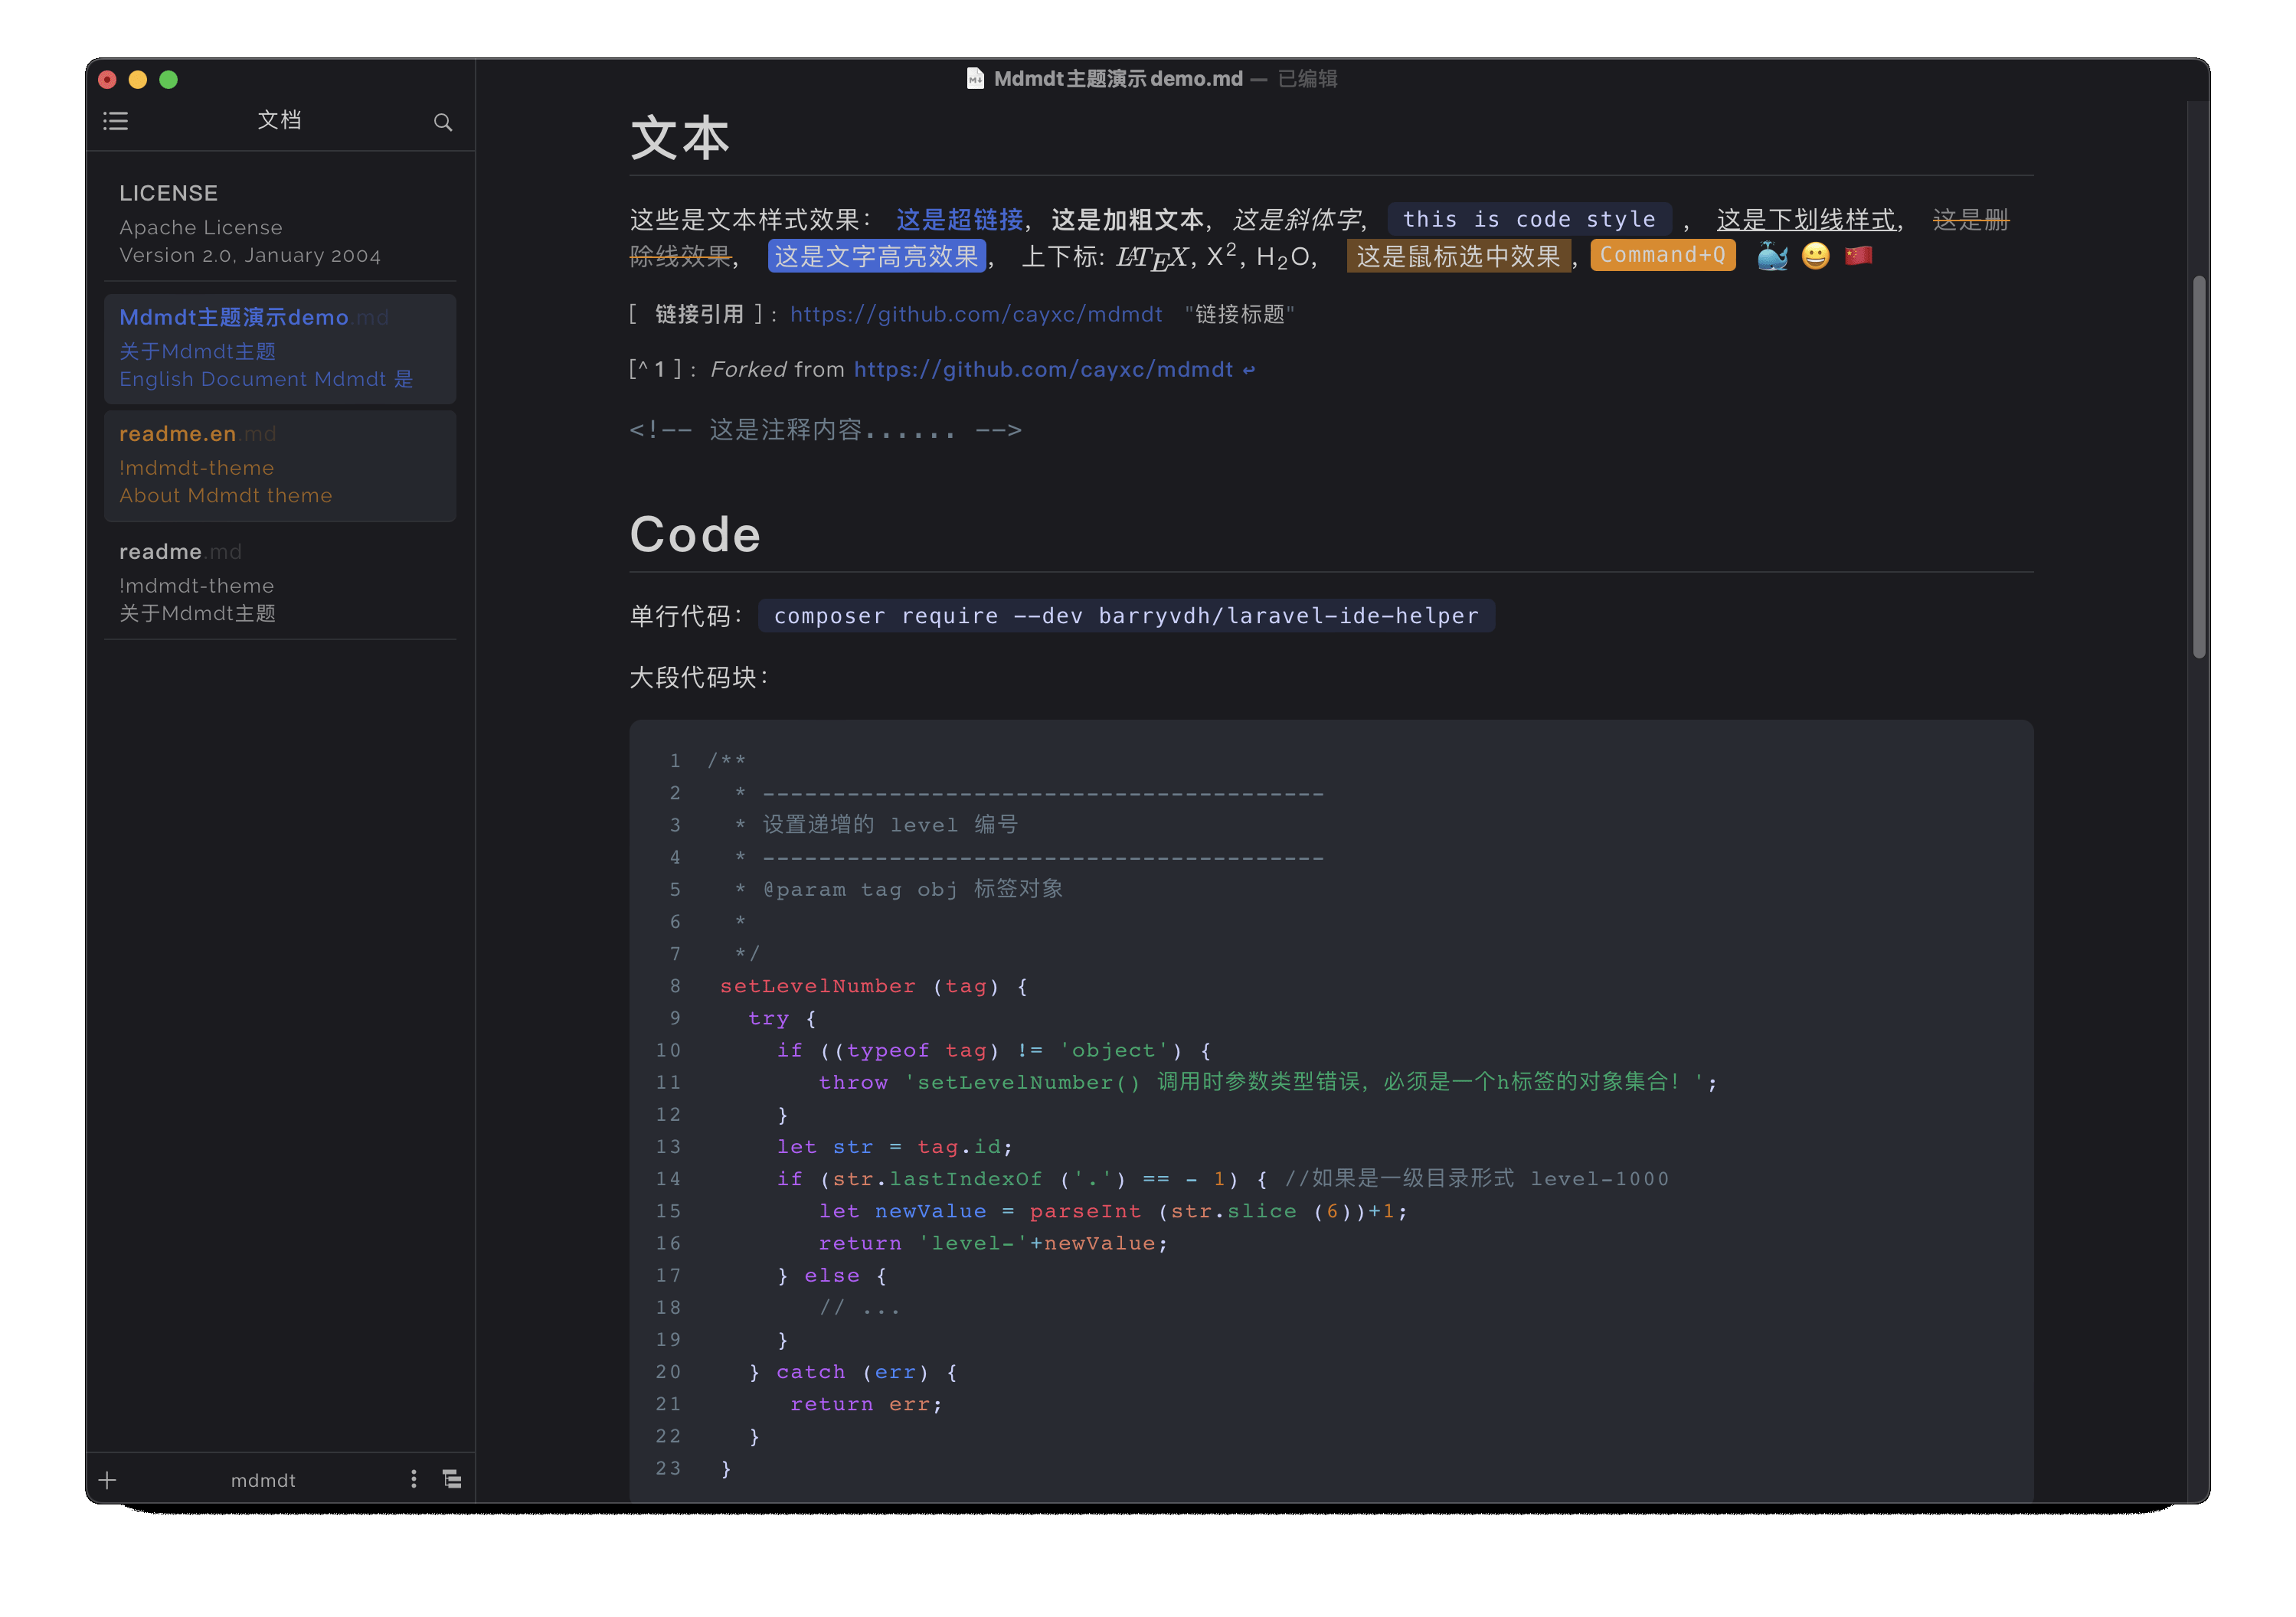 Mdmdt主题演示demo.md — 已编辑
文档
LICENSE
Apache License
Version 2.0, January 2004
Mdmdt主题演示demo.md
关于Mdmdt主题
English Document Mdmdt 是
readme.en.md
!mdmdt-theme
About Mdmdt theme
readme.md
!mdmdt-theme
关于Mdmdt主题
mdmdt
文本
这些是文本样式效果： 这是超链接, 这是加粗文本, 这是斜体字, this is code style , 这是下划线样式, 这是删
除线效果, 这是文字高亮效果, 上下标: LATEX, X², H₂O, 这是鼠标选中效果, Command+Q 🐳 😀 🇨🇳
[ 链接引用 ]: https://github.com/cayxc/mdmdt "链接标题"
[^1]: Forked from https://github.com/cayxc/mdmdt ↩
<!-- 这是注释内容...... -->
Code
单行代码： composer require --dev barryvdh/laravel-ide-helper
大段代码块：
1 /**
2 * ----------------------------------------
3 * 设置递增的 level 编号
4 * ----------------------------------------
5 * @param tag obj 标签对象
6 *
7 */
8 setLevelNumber (tag) {
9 try {
10 if ((typeof tag) != 'object') {
11 throw 'setLevelNumber() 调用时参数类型错误，必须是一个h标签的对象集合！';
12 }
13 let str = tag.id;
14 if (str.lastIndexOf ('.') == - 1) { //如果是一级目录形式 level-1000
15 let newValue = parseInt (str.slice (6))+1;
16 return 'level-'+newValue;
17 } else {
18 // ...
19 }
20 } catch (err) {
21 return err;
22 }
23 }